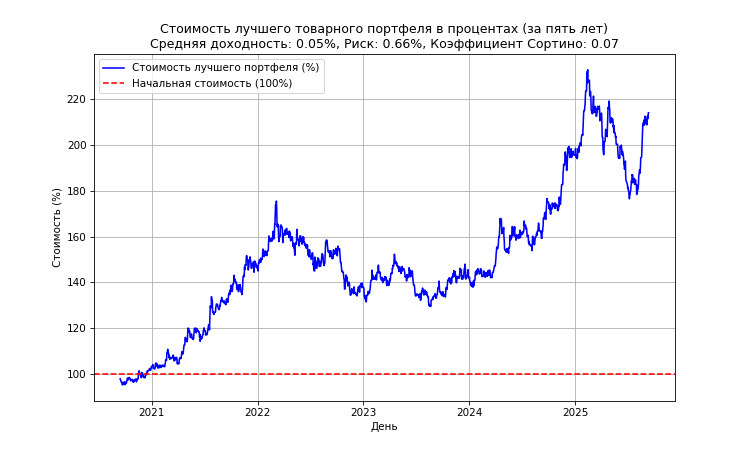 Стоимость лучшего товарного портфеля в процентах (за пять лет)
Средняя доходность: 0.05%, Риск: 0.66%, Коэффициент Сортино: 0.07
Стоимость лучшего портфеля (%)
Начальная стоимость (100%)
Стоимость (%)
220
200
180
160
140
120
100
2021 2022 2023 2024 2025
День